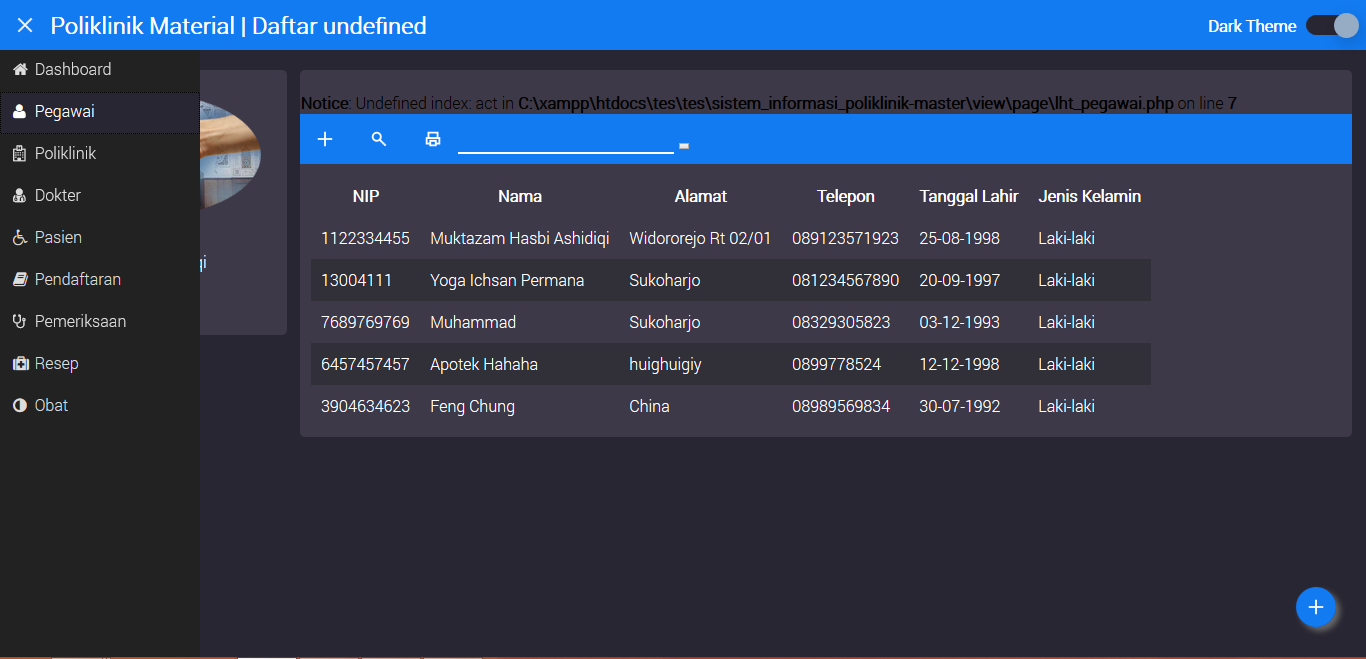 Poliklinik Material | Daftar undefined
Dark Theme
Dashboard
Pegawai
Poliklinik
Dokter
Pasien
Pendaftaran
Pemeriksaan
Resep
Obat
qi
Notice: Undefined index: act in C:\xampp\htdocs\tes\tes\sistem_informasi_poliklinik-master\view\page\lht_pegawai.php on line 7
NIP Nama Alamat Telepon Tanggal Lahir Jenis Kelamin
1122334455 Muktazam Hasbi Ashidiqi Widororejo Rt 02/01 089123571923 25-08-1998 Laki-laki
13004111 Yoga Ichsan Permana Sukoharjo 081234567890 20-09-1997 Laki-laki
7689769769 Muhammad Sukoharjo 08329305823 03-12-1993 Laki-laki
6457457457 Apotek Hahaha huighuigiy 0899778524 12-12-1998 Laki-laki
3904634623 Feng Chung China 08989569834 30-07-1992 Laki-laki